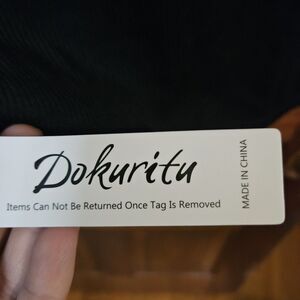 Dokuritu
Items Can Not Be Returned Once Tag Is Removed
MADE IN CHINA